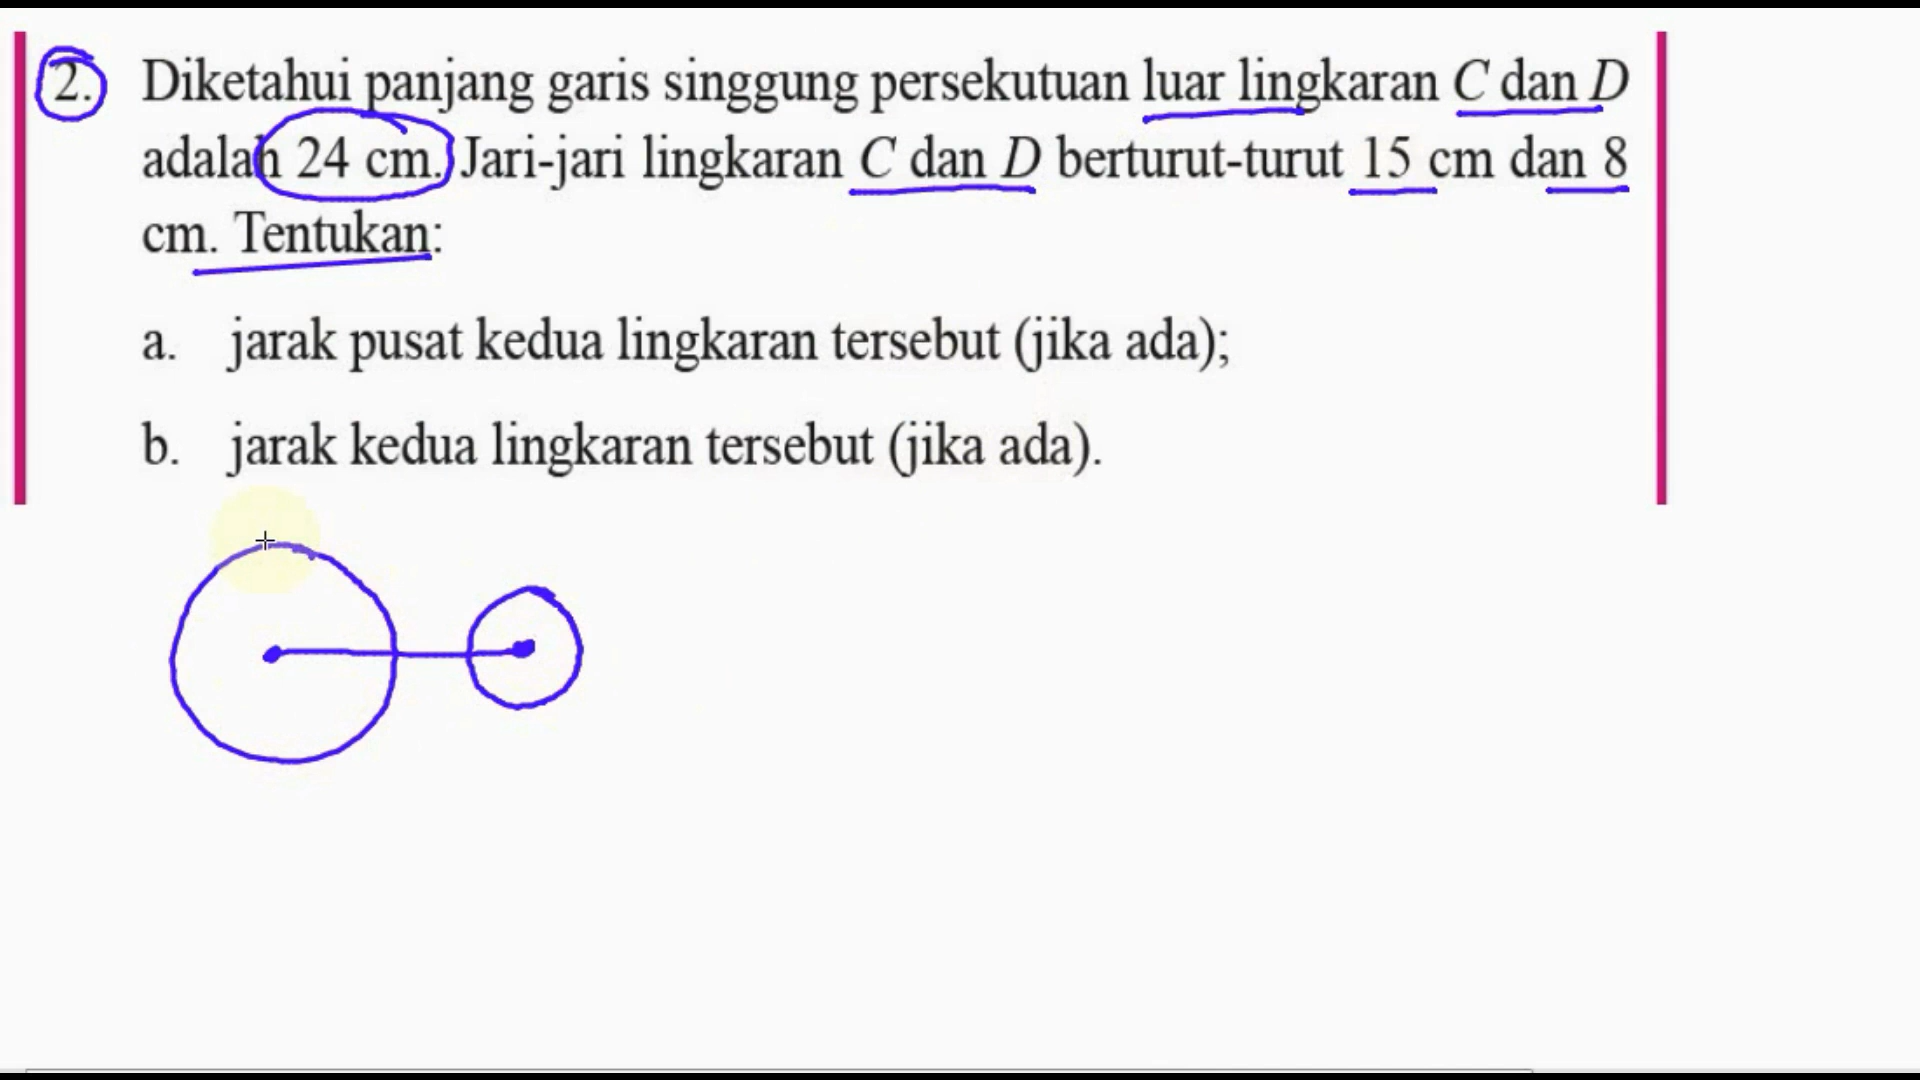 2. Diketahui panjang garis singgung persekutuan luar lingkaran C dan D
adalah 24 cm. Jari-jari lingkaran C dan D berturut-turut 15 cm dan 8
cm. Tentukan:
a. jarak pusat kedua lingkaran tersebut (jika ada);
b. jarak kedua lingkaran tersebut (jika ada).